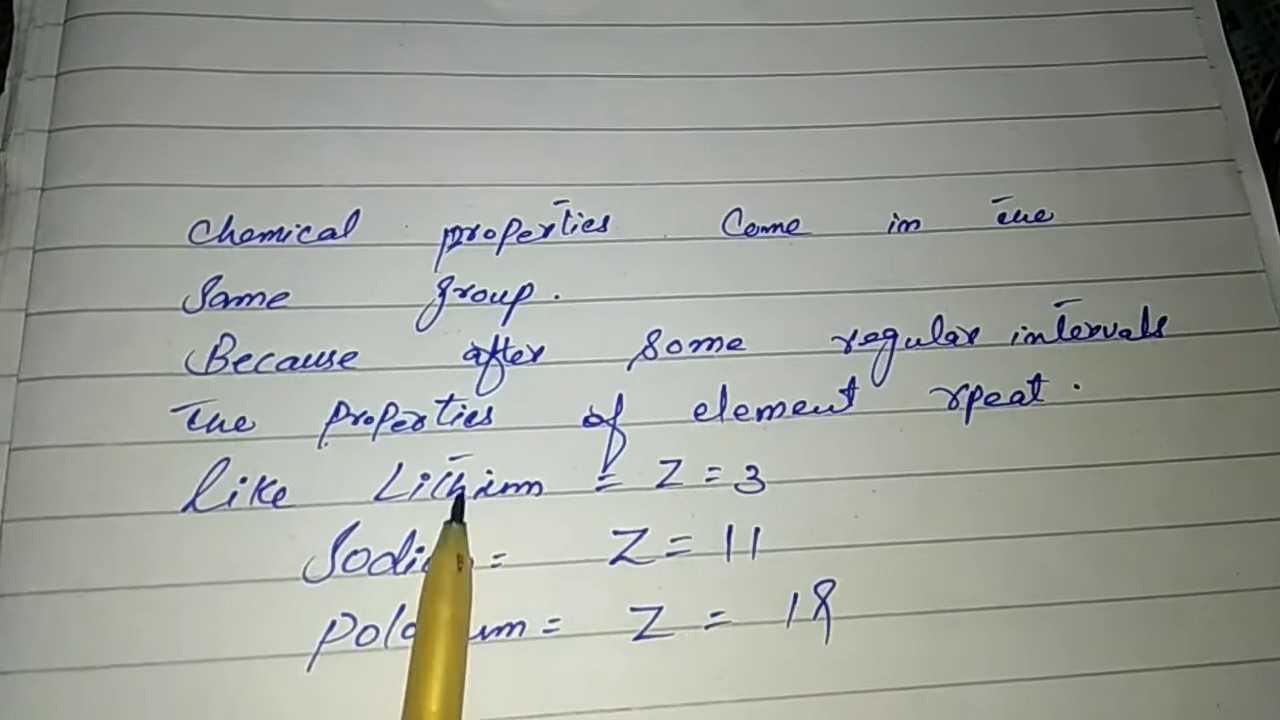 Chemical properties Come in the
Same group.
Because after some regular intervals
The properties of element rpeat.
like Lithium = Z = 3
= Z = 11
= Z =